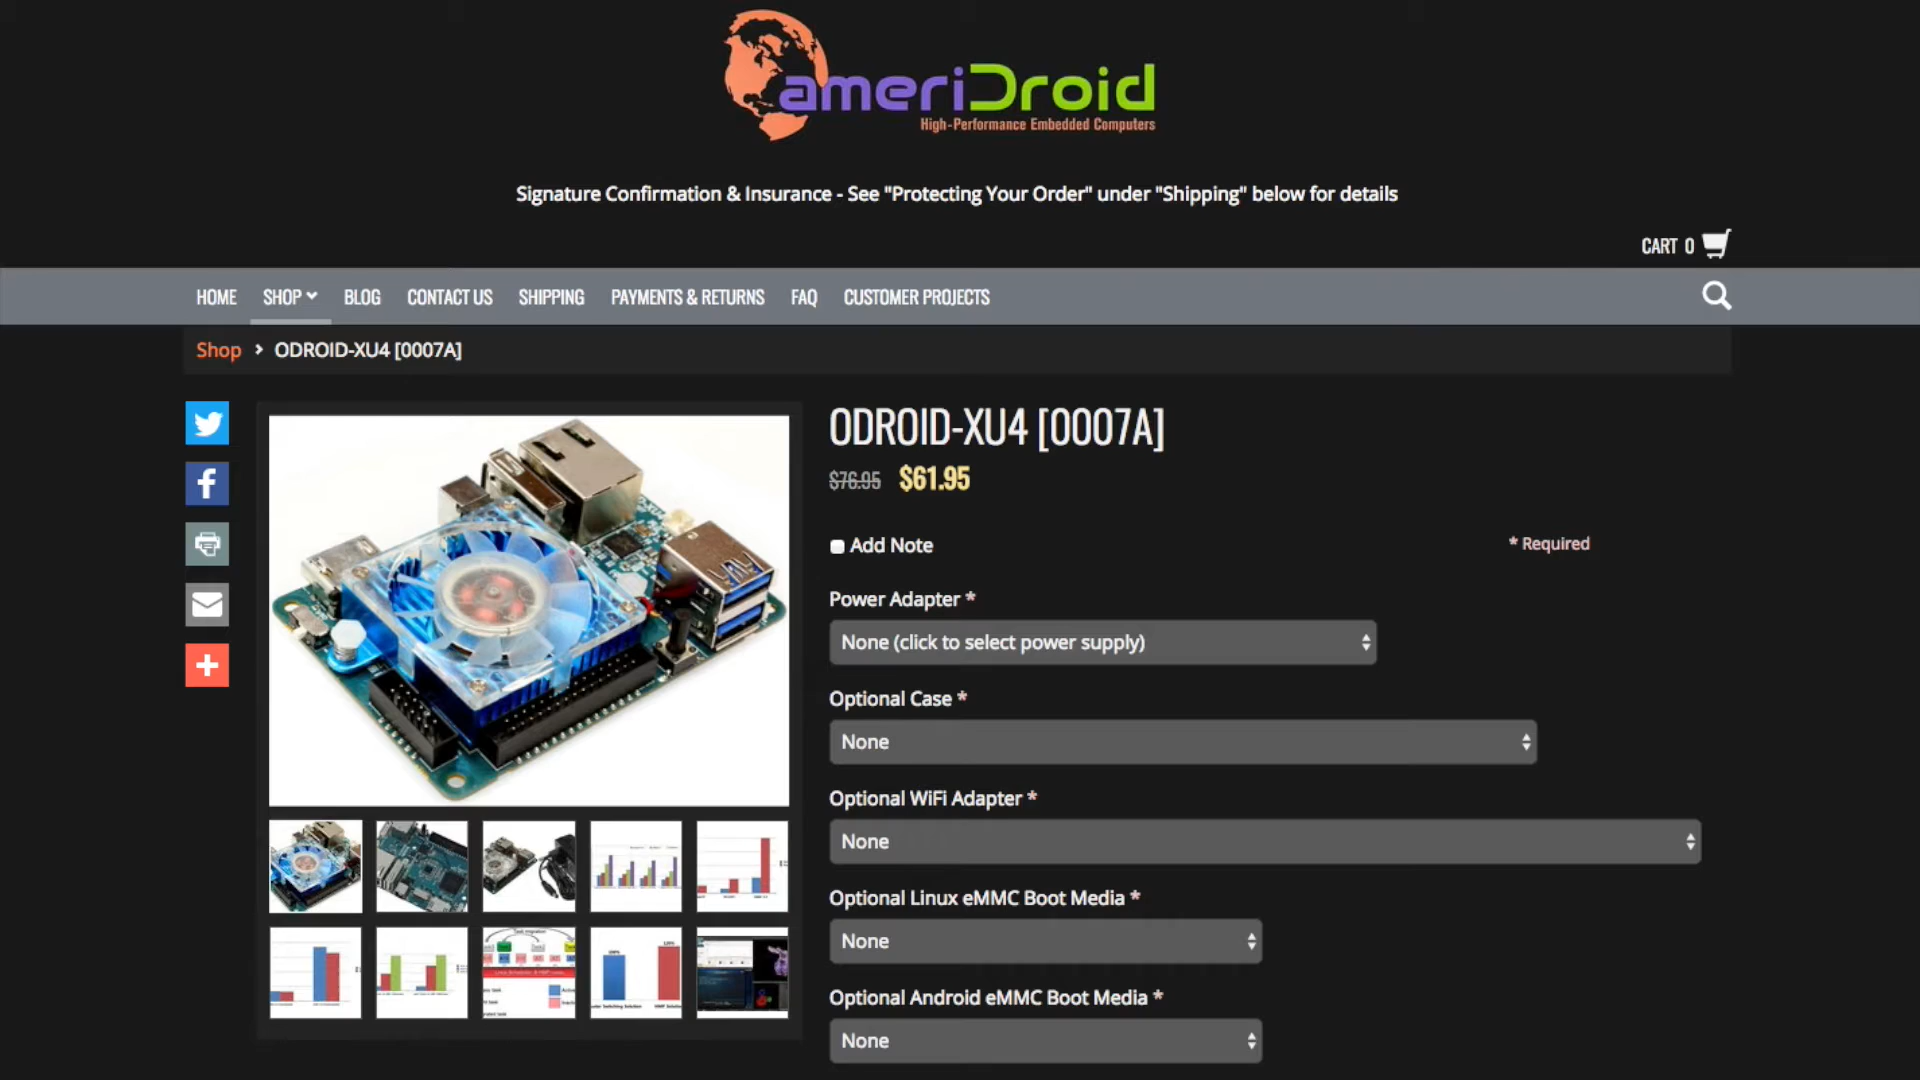 ameriDroid
High-Performance Embedded Computers
Signature Confirmation & Insurance - See "Protecting Your Order" under "Shipping" below for details
CART 0
HOME SHOP BLOG CONTACT US SHIPPING PAYMENTS & RETURNS FAQ CUSTOMER PROJECTS
Shop > ODROID-XU4 [0007A]
ODROID-XU4 [0007A]
$76.95 $61.95
Add Note
* Required
Power Adapter *
None (click to select power supply)
Optional Case *
None
Optional WiFi Adapter *
None
Optional Linux eMMC Boot Media *
None
Optional Android eMMC Boot Media *
None